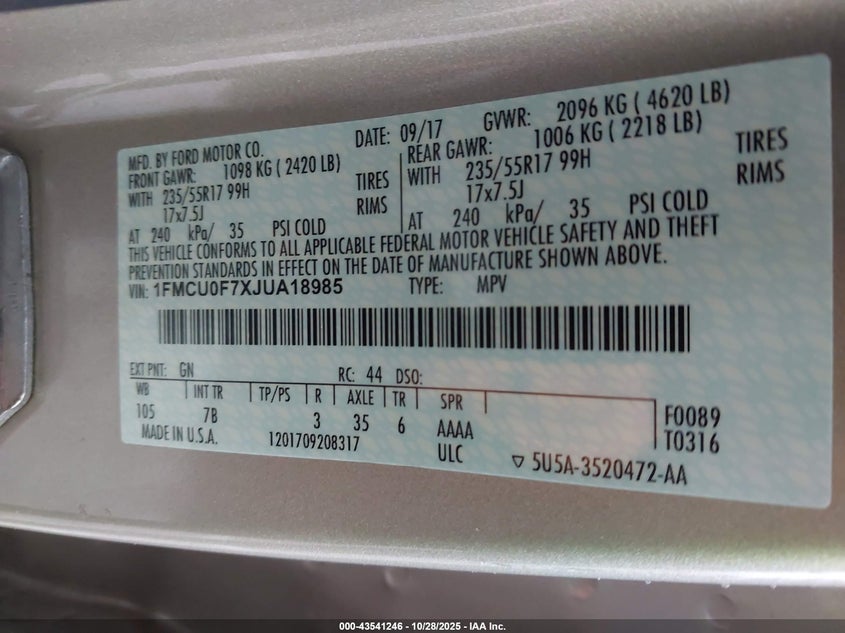 MFD. BY FORD MOTOR CO. DATE: 09/17 GVWR: 2096 KG ( 4620 LB)
FRONT GAWR: 1098 KG ( 2420 LB) REAR GAWR: 1006 KG ( 2218 LB)
WITH 235/55R17 99H TIRES WITH 235/55R17 99H TIRES
17x7.5J RIMS 17x7.5J RIMS
AT 240 kPa/ 35 PSI COLD AT 240 kPa/ 35 PSI COLD
THIS VEHICLE CONFORMS TO ALL APPLICABLE FEDERAL MOTOR VEHICLE SAFETY AND THEFT
PREVENTION STANDARDS IN EFFECT ON THE DATE OF MANUFACTURE SHOWN ABOVE.
VIN: 1FMCU0F7XJUA18985 TYPE: MPV
EXT PNT: GN RC: 44 DSO:
WB INT TR TP/PS R AXLE TR SPR
105 7B 3 35 6 AAAA F0089
MADE IN U.S.A. 1201709208317 ULC T0316
▽ 5U5A-3520472-AA
000-43541246 - 10/28/2025 - IAA Inc.